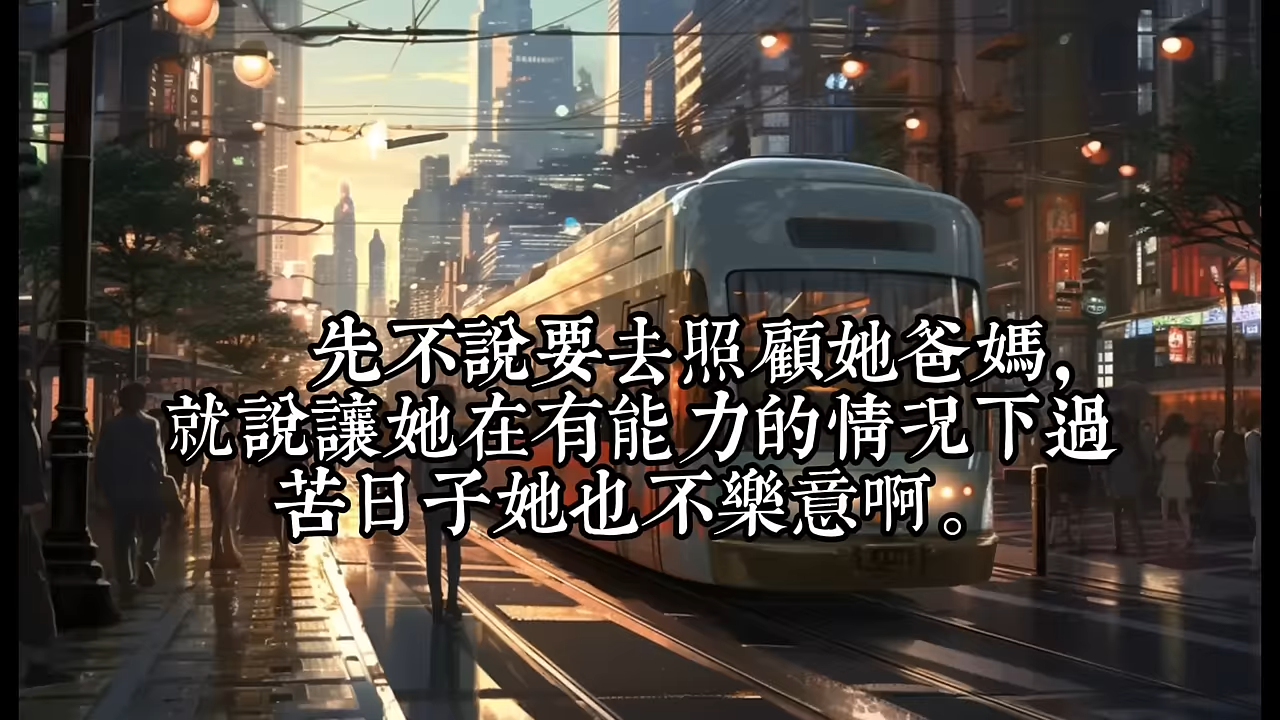 先不說要去照顧她爸媽，
就說讓她在有能力的情況下過
苦日子她也不樂意啊。